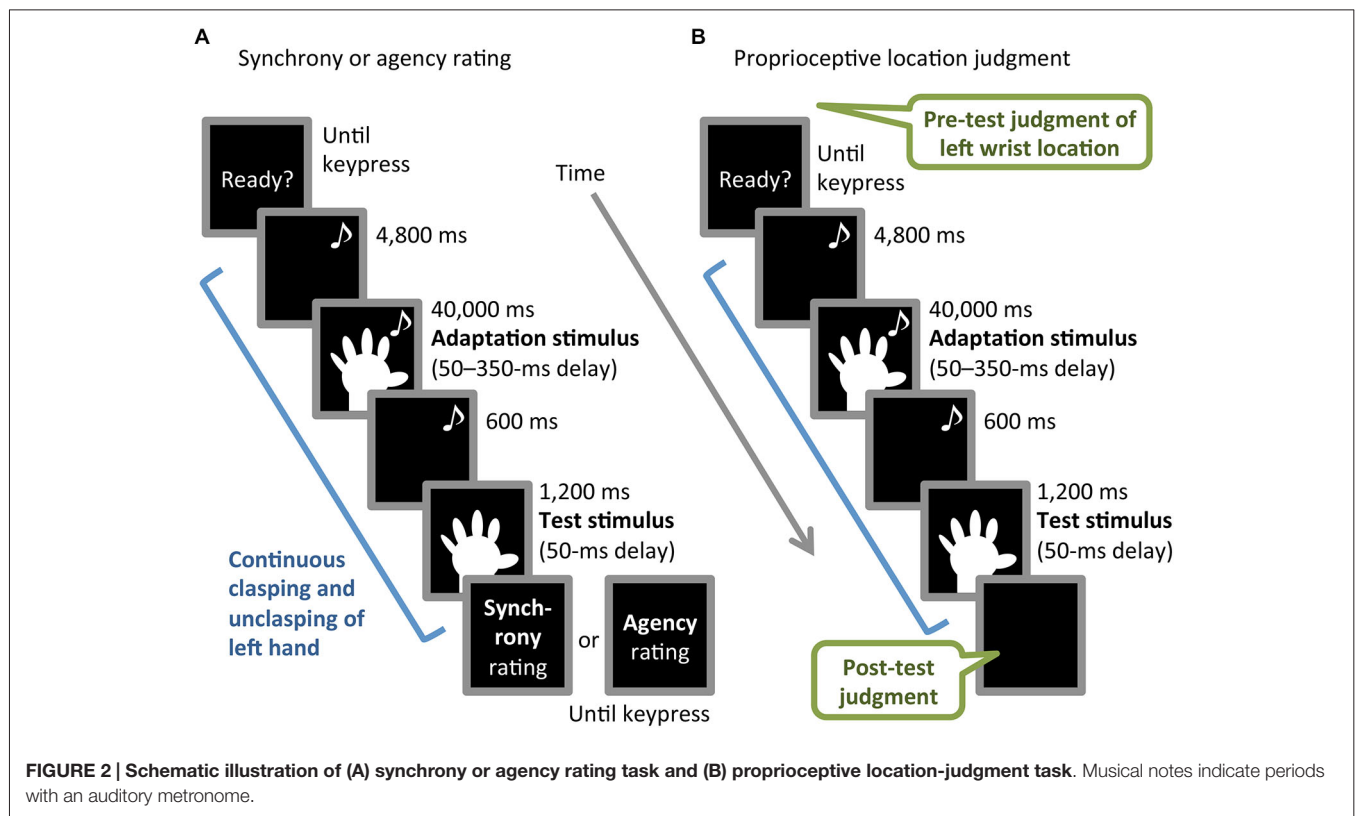 A
Synchrony or agency rating
Ready?
Until
keypress
4,800 ms
40,000 ms
Adaptation stimulus
(50–350-ms delay)
600 ms
1,200 ms
Test stimulus
(50-ms delay)
Continuous
clasping and
unclasping of
left hand
Synch-
rony
rating
or
Agency
rating
Until keypress
Time
B
Proprioceptive location judgment
Pre-test judgment of
left wrist location
Ready?
Until
keypress
4,800 ms
40,000 ms
Adaptation stimulus
(50–350-ms delay)
600 ms
1,200 ms
Test stimulus
(50-ms delay)
Post-test
judgment
FIGURE 2 | Schematic illustration of (A) synchrony or agency rating task and (B) proprioceptive location-judgment task. Musical notes indicate periods
with an auditory metronome.